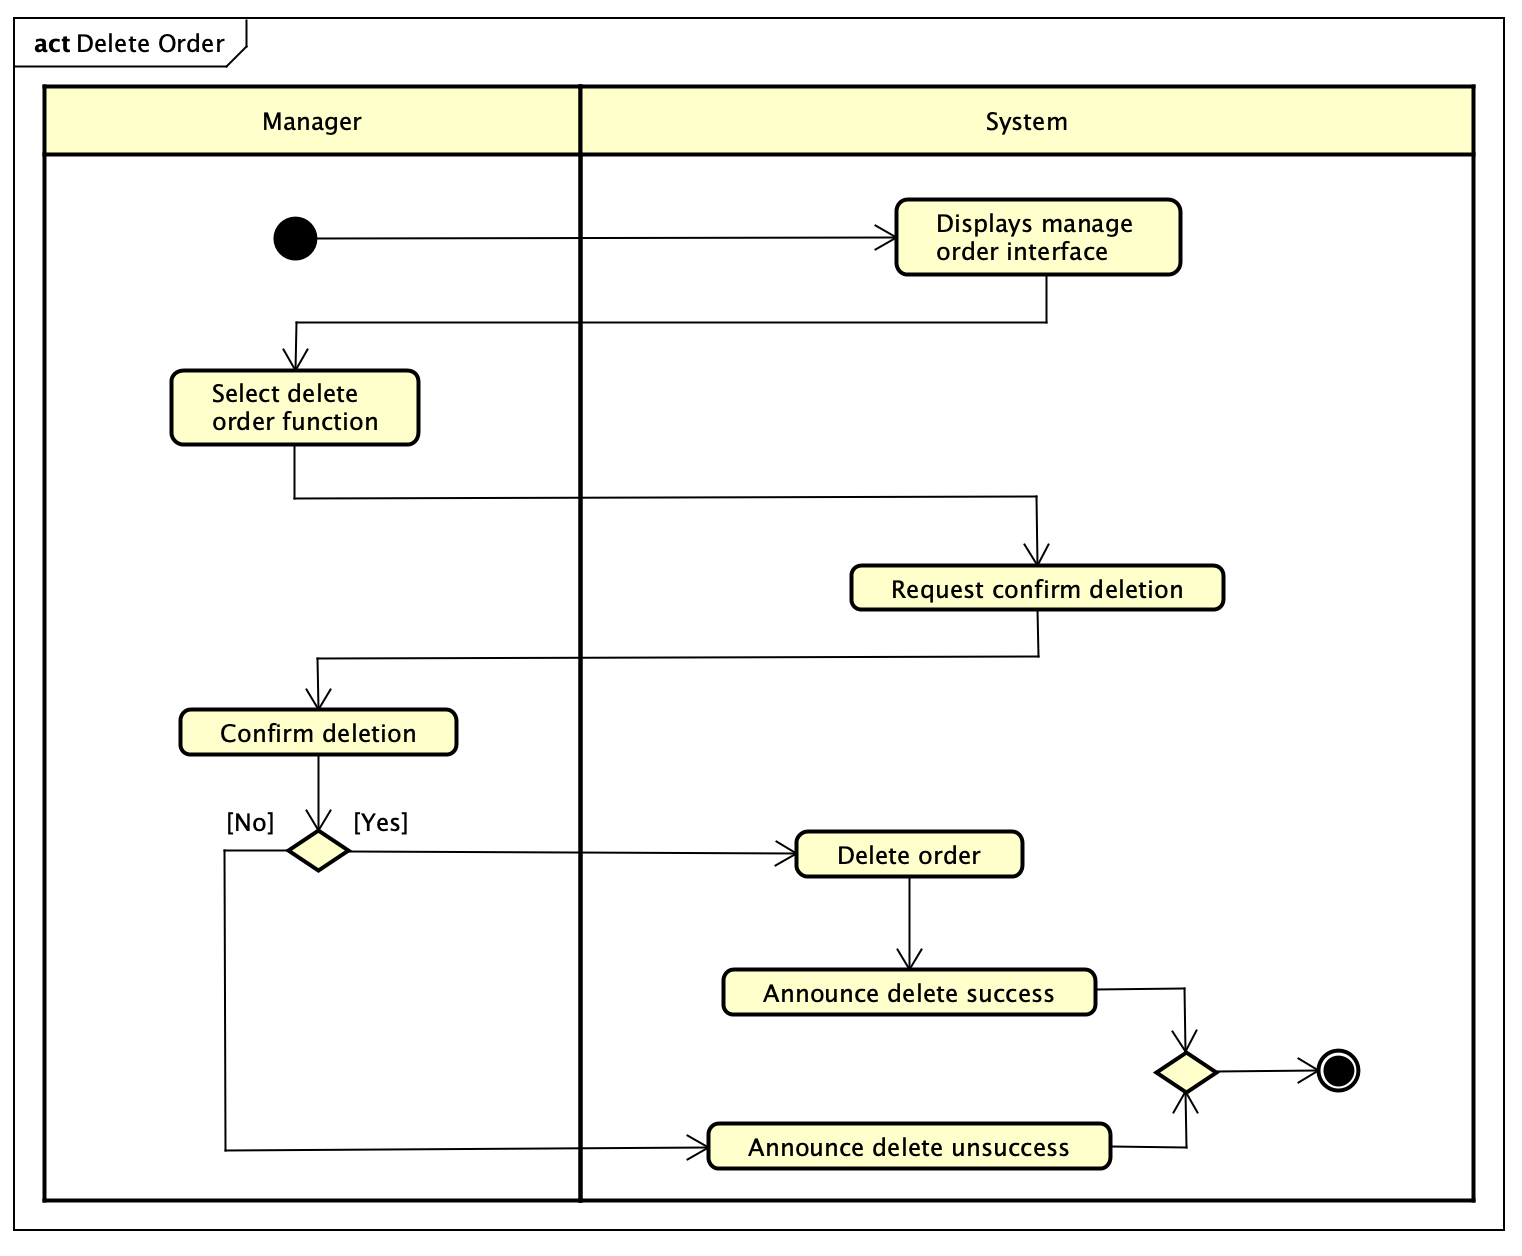 act Delete Order
Manager
System
Displays manage
order interface
Select delete
order function
Request confirm deletion
Confirm deletion
[No]
[Yes]
Delete order
Announce delete success
Announce delete unsuccess